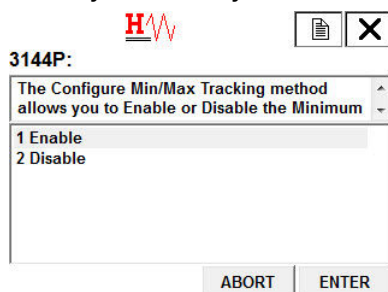 H
3144P:
The Configure Min/Max Tracking method
allows you to Enable or Disable the Minimum
1 Enable
2 Disable
ABORT ENTER